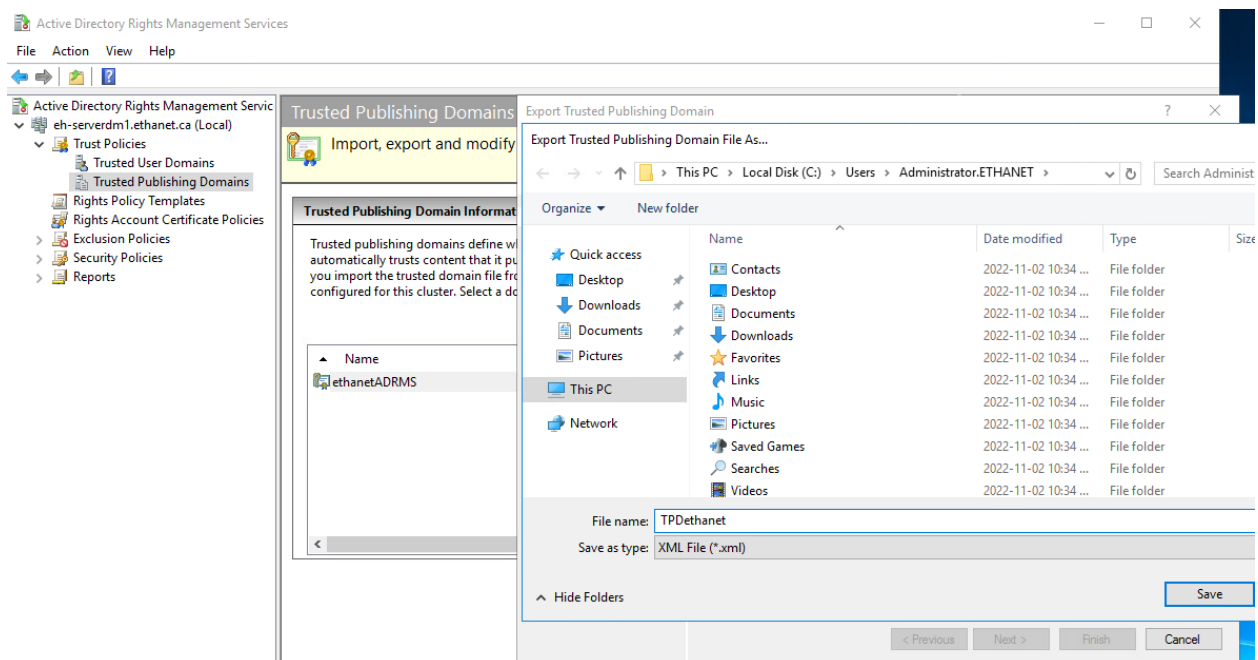 Active Directory Rights Management Services
File Action View Help
Active Directory Rights Management Servic
eh-serverdm1.ethanet.ca (Local)
Trust Policies
Trusted User Domains
Trusted Publishing Domains
Rights Policy Templates
Rights Account Certificate Policies
Exclusion Policies
Security Policies
Reports
Trusted Publishing Domains
Import, export and modify
Trusted Publishing Domain Informat
Trusted publishing domains define wh
automatically trusts content that it pu
you import the trusted domain file fro
configured for this cluster. Select a do
Name
ethanetADRMS
Export Trusted Publishing Domain
Export Trusted Publishing Domain File As...
This PC > Local Disk (C:) > Users > Administrator.ETHANET >
Search Administ
Organize New folder
Quick access
Desktop
Downloads
Documents
Pictures
This PC
Network
Name Date modified Type Size
Contacts 2022-11-02 10:34 ... File folder
Desktop 2022-11-02 10:34 ... File folder
Documents 2022-11-02 10:34 ... File folder
Downloads 2022-11-02 10:34 ... File folder
Favorites 2022-11-02 10:34 ... File folder
Links 2022-11-02 10:34 ... File folder
Music 2022-11-02 10:34 ... File folder
Pictures 2022-11-02 10:34 ... File folder
Saved Games 2022-11-02 10:34 ... File folder
Searches 2022-11-02 10:34 ... File folder
Videos 2022-11-02 10:34 ... File folder
File name: TPDethanet
Save as type: XML File (*.xml)
Hide Folders
Save
< Previous Next > Finish Cancel